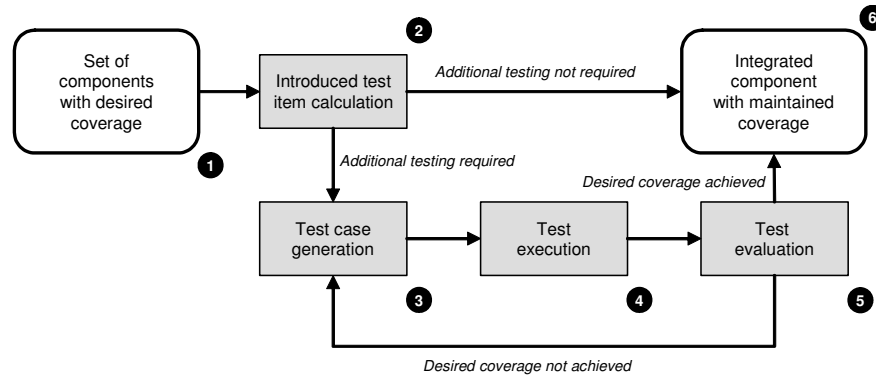 Set of
components
with desired
coverage
1
2
Introduced test
item calculation
Additional testing not required
6
Integrated
component
with maintained
coverage
Additional testing required
Desired coverage achieved
Test case
generation
3
Test
execution
4
Test
evaluation
5
Desired coverage not achieved